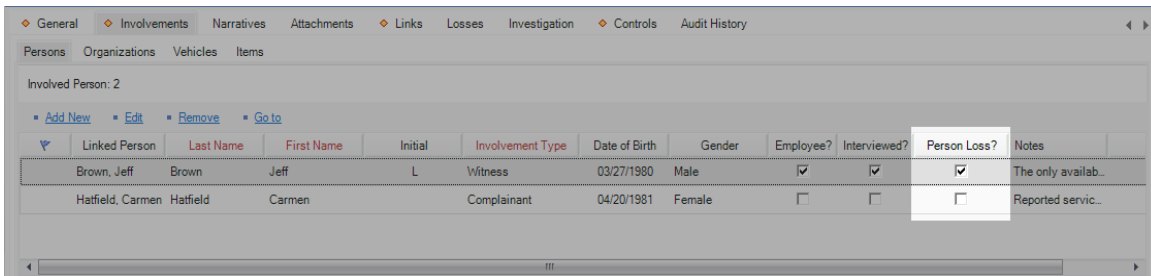 General Involvements Narratives Attachments Links Losses Investigation Controls Audit History
Persons Organizations Vehicles Items
Involved Person: 2
Add New Edit Remove Go to
Linked Person Last Name First Name Initial Involvement Type Date of Birth Gender Employee? Interviewed? Person Loss? Notes
Brown, Jeff Brown Jeff L Witness 03/27/1980 Male The only availab...
Hatfield, Carmen Hatfield Carmen Complainant 04/20/1981 Female Reported servic...